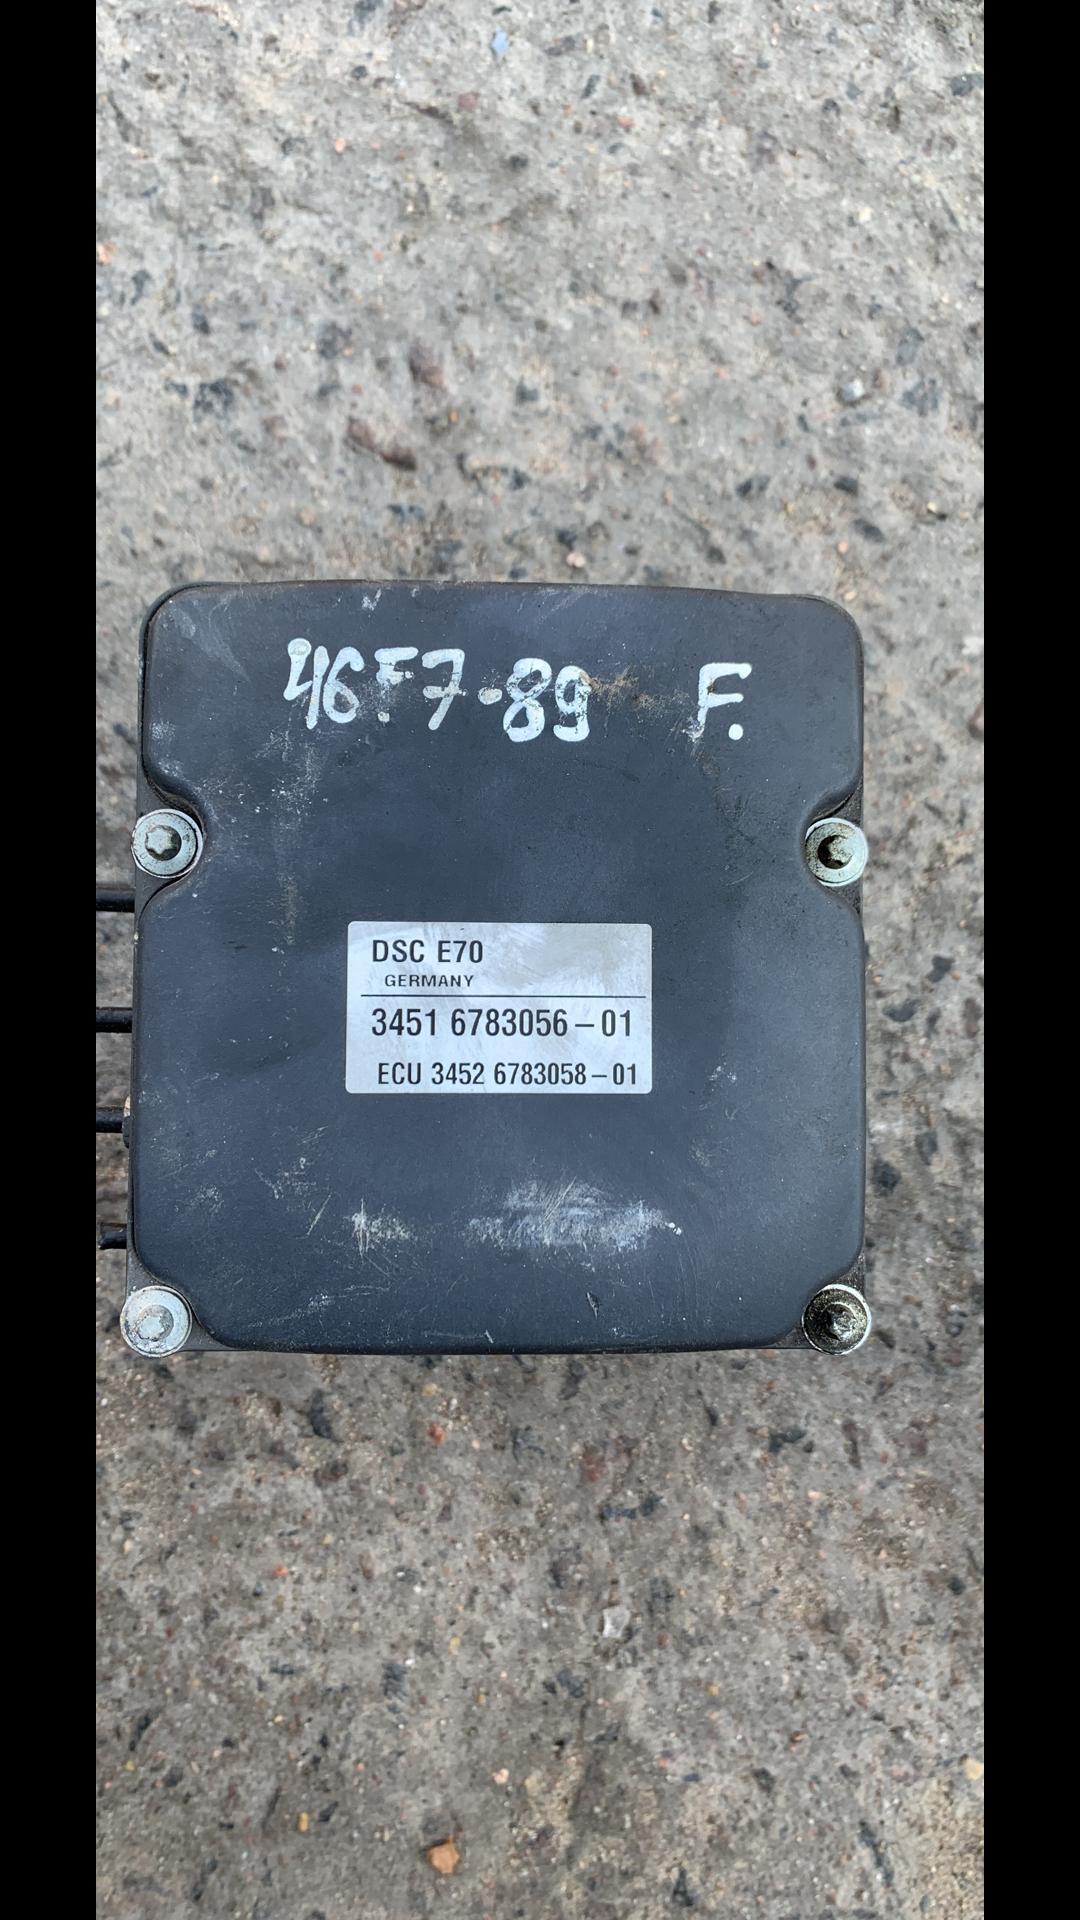 46F7-89 F.
DSC E70
GERMANY
3451 6783056-01
ECU 3452 6783058-01